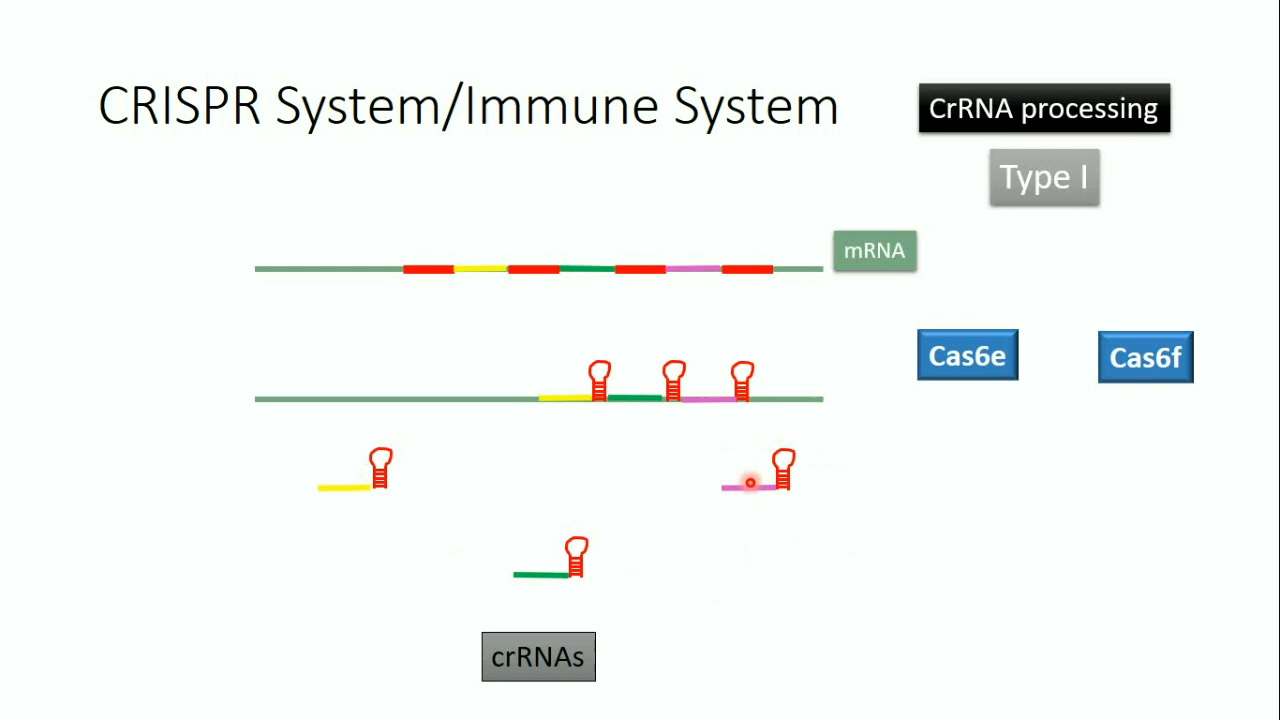 CRISPR System/Immune System
CrRNA processing
Type I
mRNA
Cas6e
Cas6f
crRNAs